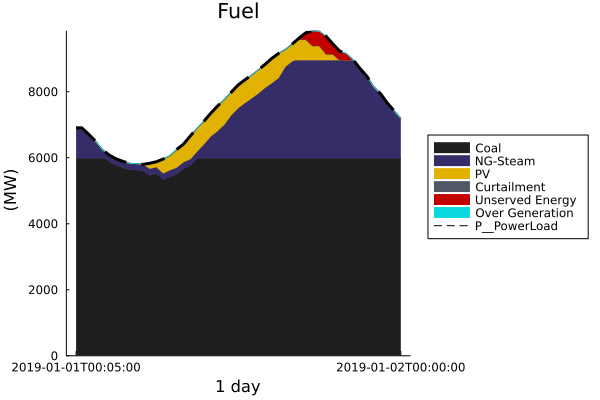 Fuel
(MW)
8000
6000
4000
2000
0
2019-01-01T00:05:00
2019-01-02T00:00:00
1 day
Coal
NG-Steam
PV
Curtailment
Unserved Energy
Over Generation
P__PowerLoad